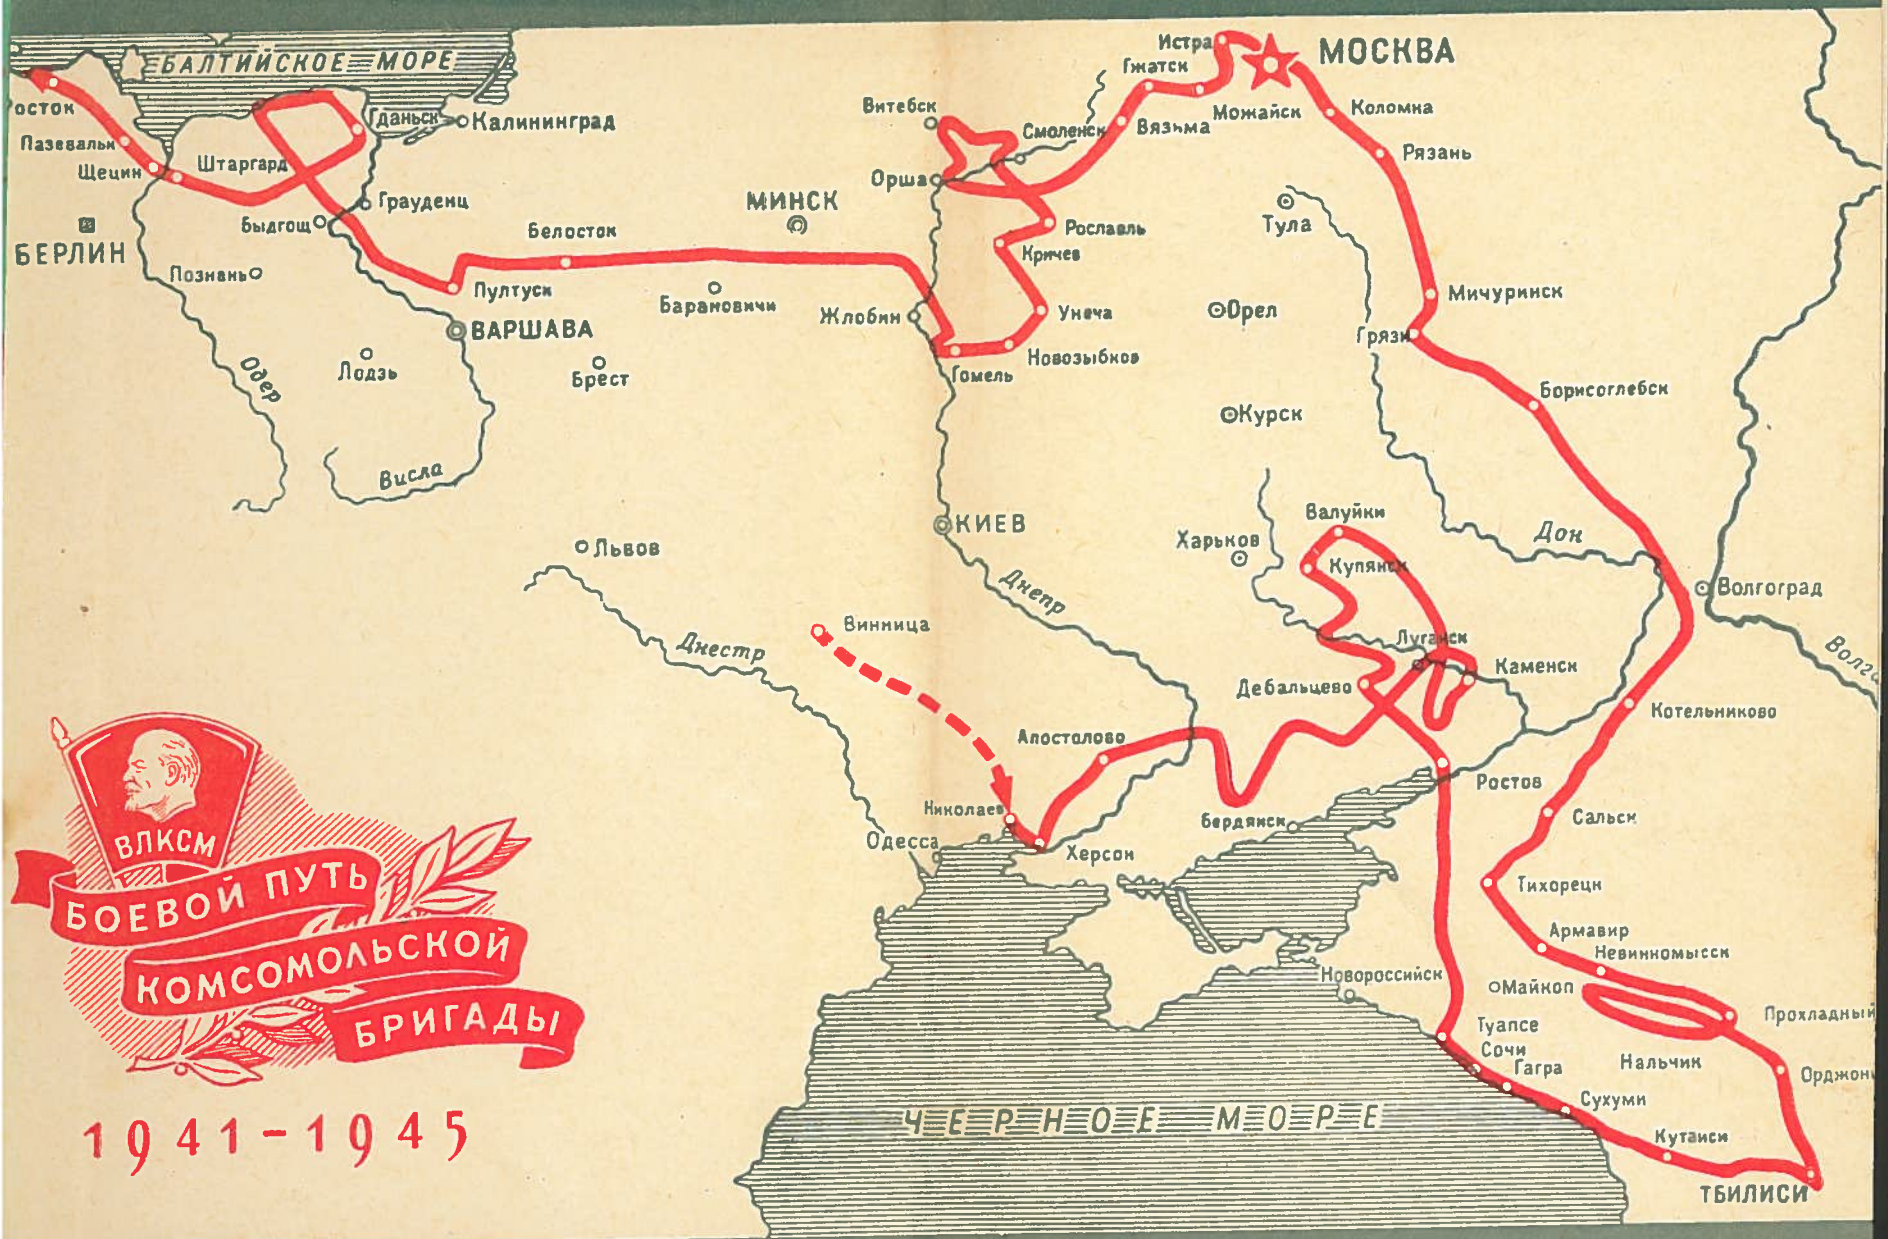 БАЛТИЙСКОЕ МОРЕ
Истра
МОСКВА
Гжатск
Можайск
Коломна
осток
Гданьск
Калининград
Витебск
Смоленск
Вязьма
Рязань
Пазевальк
Щецин
Штаргард
Орша
Грауденц
МИНСК
Быдгощ
Белосток
Рославль
Тула
БЕРЛИН
Кричев
Познань
Пултуск
Барановичи
Жлобин
Унеча
Орел
Мичуринск
ВАРШАВА
Новозыбков
Грязи
Лодзь
Брест
Гомель
Одер
Борисоглебск
Курск
Висла
Валуйки
КИЕВ
Харьков
Дон
Львов
Купянск
Днепр
Волгоград
Винница
Луганск
Днестр
Каменск
Волга
Дебальцево
Котельниково
Апостолово
Ростов
Николаев
Бердянск
Сальск
Одесса
Херсон
ВЛКСМ
БОЕВОЙ ПУТЬ
КОМСОМОЛЬСКОЙ
БРИГАДЫ
1941-1945
Тихорецк
Армавир
Невинномысск
Новороссийск
Майкоп
Прохладный
Туапсе
Сочи
Гагра
Нальчик
Орджони
Сухуми
ЧЕРНОЕ МОРЕ
Кутаиси
ТБИЛИСИ